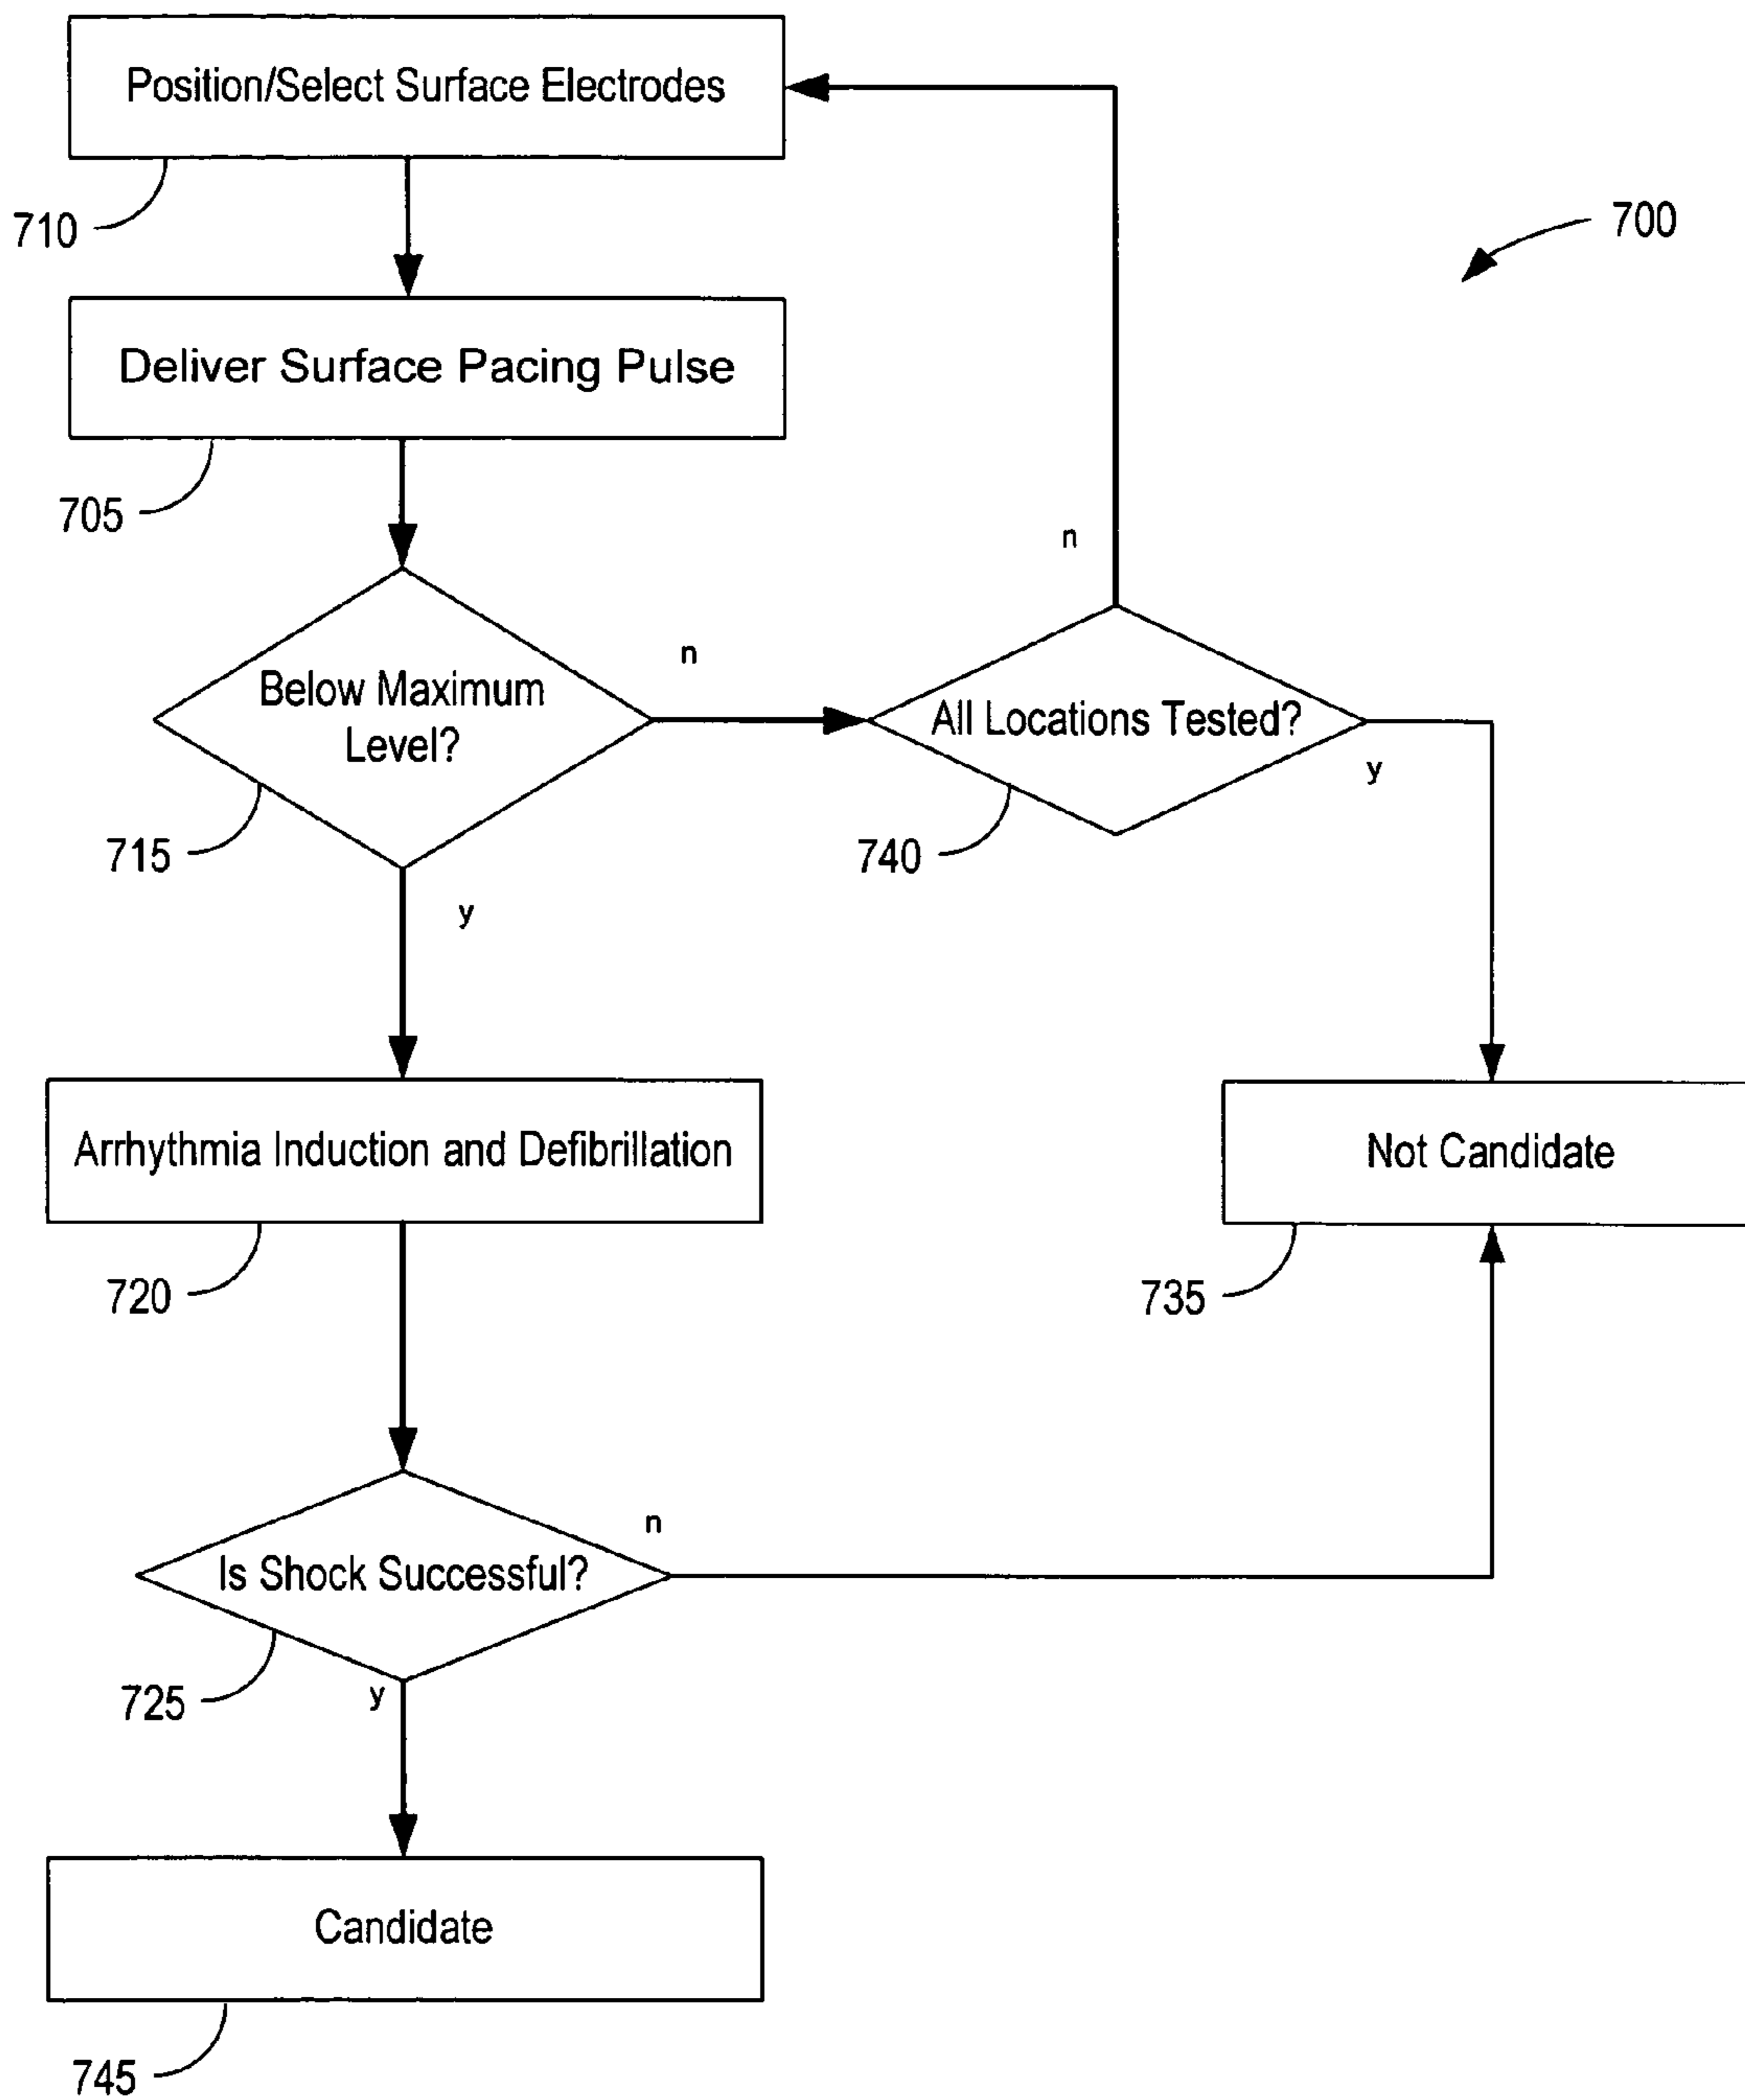 Position/Select Surface Electrodes
710
700
Deliver Surface Pacing Pulse
705
n
Below Maximum
Level?
n
All Locations Tested?
y
715
740
y
Arrhythmia Induction and Defibrillation
Not Candidate
720
735
Is Shock Successful?
n
725
y
Candidate
745